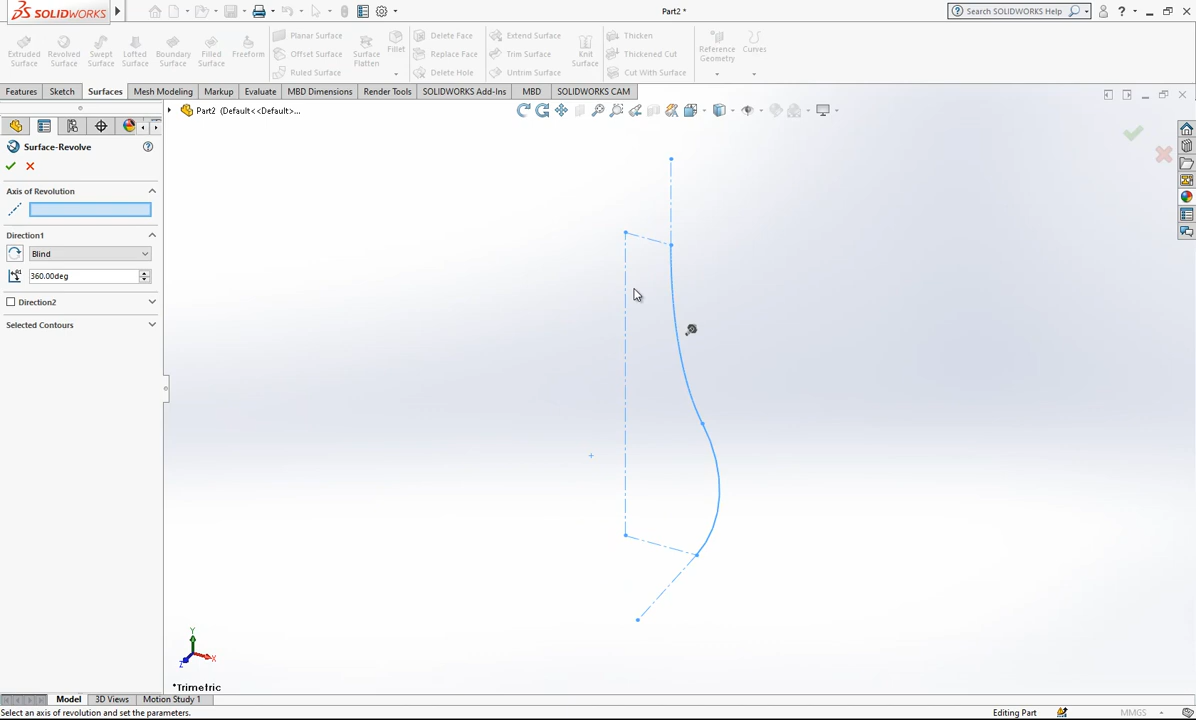 SOLIDWORKS
Part2 *
Search SOLIDWORKS Help
Extruded Surface
Revolved Surface
Swept Surface
Lofted Surface
Boundary Surface
Filled Surface
Freeform
Planar Surface
Offset Surface
Ruled Surface
Surface Flatten
Fillet
Delete Face
Replace Face
Delete Hole
Extend Surface
Trim Surface
Untrim Surface
Knit Surface
Thicken
Thickened Cut
Cut With Surface
Reference Geometry
Curves
Features
Sketch
Surfaces
Mesh Modeling
Markup
Evaluate
MBD Dimensions
Render Tools
SOLIDWORKS Add-Ins
MBD
SOLIDWORKS CAM
Part2 (Default<<Default>...
Surface-Revolve
Axis of Revolution
Direction1
Blind
360.00deg
Direction2
Selected Contours
Y
X
Z
*Trimetric
Model
3D Views
Motion Study 1
Select an axis of revolution and set the parameters.
Editing Part
MMGS